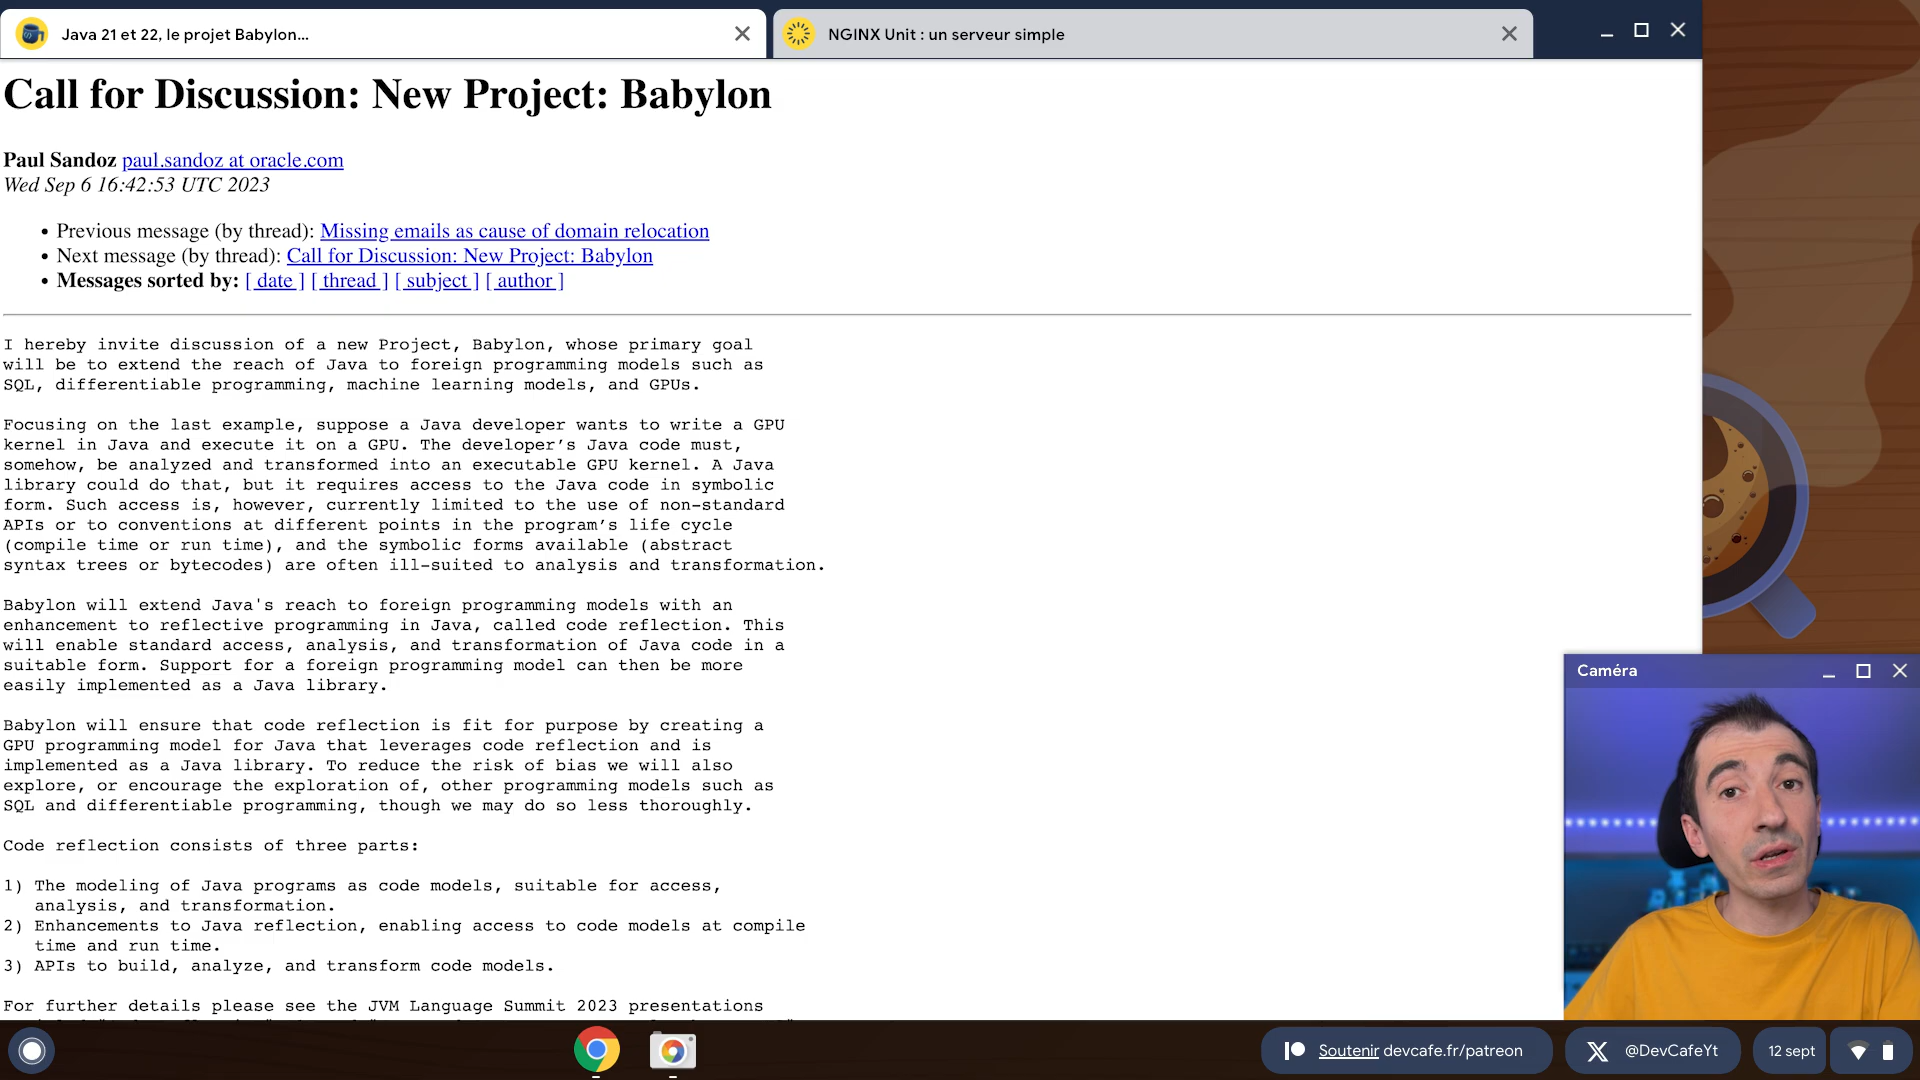 Java 21 et 22, le projet Babylon...
NGINX Unit : un serveur simple
Call for Discussion: New Project: Babylon
Paul Sandoz paul.sandoz at oracle.com
Wed Sep 6 16:42:53 UTC 2023
• Previous message (by thread): Missing emails as cause of domain relocation
• Next message (by thread): Call for Discussion: New Project: Babylon
• Messages sorted by: [ date ] [ thread ] [ subject ] [ author ]
I hereby invite discussion of a new Project, Babylon, whose primary goal
will be to extend the reach of Java to foreign programming models such as
SQL, differentiable programming, machine learning models, and GPUs.
Focusing on the last example, suppose a Java developer wants to write a GPU
kernel in Java and execute it on a GPU. The developer’s Java code must,
somehow, be analyzed and transformed into an executable GPU kernel. A Java
library could do that, but it requires access to the Java code in symbolic
form. Such access is, however, currently limited to the use of non-standard
APIs or to conventions at different points in the program’s life cycle
(compile time or run time), and the symbolic forms available (abstract
syntax trees or bytecodes) are often ill-suited to analysis and transformation.
Babylon will extend Java's reach to foreign programming models with an
enhancement to reflective programming in Java, called code reflection. This
will enable standard access, analysis, and transformation of Java code in a
suitable form. Support for a foreign programming model can then be more
easily implemented as a Java library.
Babylon will ensure that code reflection is fit for purpose by creating a
GPU programming model for Java that leverages code reflection and is
implemented as a Java library. To reduce the risk of bias we will also
explore, or encourage the exploration of, other programming models such as
SQL and differentiable programming, though we may do so less thoroughly.
Code reflection consists of three parts:
1) The modeling of Java programs as code models, suitable for access,
analysis, and transformation.
2) Enhancements to Java reflection, enabling access to code models at compile
time and run time.
3) APIs to build, analyze, and transform code models.
For further details please see the JVM Language Summit 2023 presentations
Caméra
Soutenir devcafe.fr/patreon
@DevCafeYt
12 sept